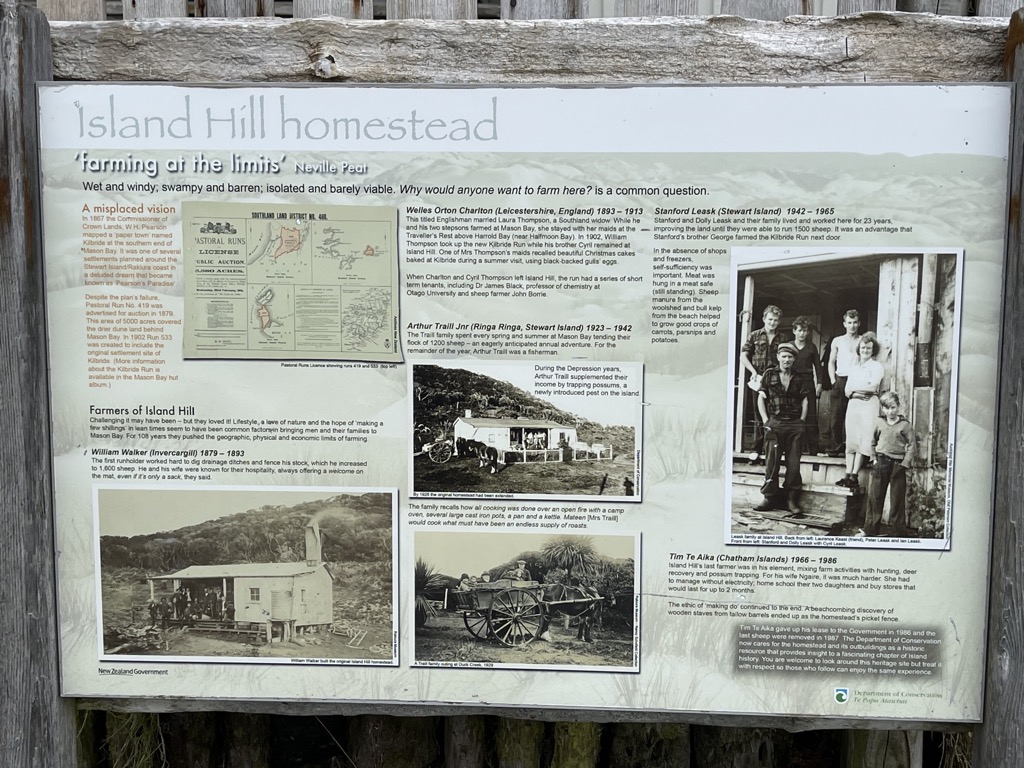 Island Hill homestead
'farming at the limits' Neville Peat
Wet and windy; swampy and barren; isolated and barely viable. Why would anyone want to farm here? is a common question.
A misplaced vision
In 1867 the Commissioner of
Crown Lands, W.H. Pearson
mapped a 'paper town' named
Kilbride at the southern end of
Mason Bay. It was one of several
settlements planned around the
Stewart Island/Rakiura coast in
a deluded dream that became
known as 'Pearson's Paradise'
Despite the plan's failure,
Pastoral Run No. 419 was
advertised for auction in 1879.
This area of 5000 acres covered
the drier dune land behind
Mason Bay. In 1902 Run 533
was created to include the
original settlement site of
Kilbride. (More information
about the Kilbride Run is
available in the Mason Bay hut
album.)
SOUTHLAND LAND DISTRICT NO. 400.
PASTORAL RUNS
LICENSE
PUBLIC AUCTION
Pastoral Runs Licence showing runs 419 and 533 (top left)
Farmers of Island Hill
Challenging it may have been – but they loved it! Lifestyle, a love of nature and the hope of 'making a
few shillings' in lean times seem to have been common factors in bringing men and their families to
Mason Bay. For 108 years they pushed the geographic, physical and economic limits of farming.
William Walker (Invercargill) 1879 – 1893
The first runholder worked hard to dig drainage ditches and fence his stock, which he increased
to 1,600 sheep. He and his wife were known for their hospitality, always offering a welcome on
the mat, even if it's only a sack, they said.
William Walker built the original Island Hill homestead.
New Zealand Government
Welles Orton Charlton (Leicestershire, England) 1893 – 1913
This titled Englishman married Laura Thompson, a Southland widow. While he
and his two stepsons farmed at Mason Bay, she stayed with her maids at the
Traveller's Rest above Harrold Bay (near Halfmoon Bay). In 1902, William
Thompson took up the new Kilbride Run while his brother Cyril remained at
Island Hill. One of Mrs Thompson's maids recalled beautiful Christmas cakes
baked at Kilbride during a summer visit, using black-backed gulls' eggs.
When Charlton and Cyril Thompson left Island Hill, the run had a series of short
term tenants, including Dr James Black, professor of chemistry at
Otago University and sheep farmer John Borrie.
Arthur Traill Jnr (Ringa Ringa, Stewart Island) 1923 – 1942
The Traill family spent every spring and summer at Mason Bay tending their
flock of 1200 sheep – an eagerly anticipated annual adventure. For the
remainder of the year, Arthur Traill was a fisherman.
During the Depression years,
Arthur Traill supplemented their
income by trapping possums, a
newly introduced pest on the island.
By 1925 the original homestead had been extended.
The family recalls how all cooking was done over an open fire with a camp
oven, several large cast iron pots, a pan and a kettle. Mateen [Mrs Traill]
would cook what must have been an endless supply of roasts.
A Traill family outing at Duck Creek, 1929
Stanford Leask (Stewart Island) 1942 – 1965
Stanford and Dolly Leask and their family lived and worked here for 23 years,
improving the land until they were able to run 1500 sheep. It was an advantage that
Stanford's brother George farmed the Kilbride Run next door.
In the absence of shops
and freezers,
self-sufficiency was
important. Meat was
hung in a meat safe
(still standing). Sheep
manure from the
woolshed and bull kelp
from the beach helped
to grow good crops of
carrots, parsnips and
potatoes.
Leask family at Island Hill. Back from left: Laurence Keast (friend), Peter Leask and Ian Leask.
Front from left: Stanford and Dolly Leask with Cyril Leask.
Tim Te Aika (Chatham Islands) 1966 – 1986
Island Hill's last farmer was in his element, mixing farm activities with hunting, deer
recovery and possum trapping. For his wife Ngaire, it was much harder. She had
to manage without electricity; home school their two daughters and buy stores that
would last for up to 2 months.
The ethic of 'making do' continued to the end. A beachcombing discovery of
wooden staves from tallow barrels ended up as the homestead's picket fence.
Tim Te Aika gave up his lease to the Government in 1986 and the
last sheep were removed in 1987. The Department of Conservation
now cares for the homestead and its outbuildings as a historic
resource that provides insight to a fascinating chapter of Island
history. You are welcome to look around this heritage site but treat it
with respect so those who follow can enjoy the same experience.
Department of Conservation
Te Papa Atawhai